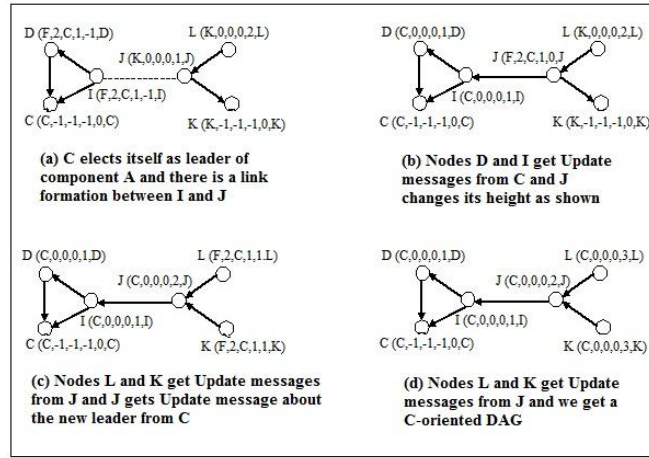 D (F,2,C,1,-1,D)
L (K,0,0,0,2,L)
J (K,0,0,0,1,J)
I (F,2,C,1,-1,I)
C (C,-1,-1,-1,0,C)
K (K,-1,-1,-1,0,K)
(a) C elects itself as leader of
component A and there is a link
formation between I and J
D (C,0,0,0,1,D)
L (K,0,0,0,2,L)
J (F,2,C,1,0,J
I (C,0,0,0,1,I)
C (C,-1,-1,-1,0,C)
K (K,-1,-1,-1,0,K)
(b) Nodes D and I get Update
messages from C and J
changes its height as shown
D (C,0,0,0,1,D)
L (F,2,C,1,1.L)
J (C,0,0,0,2,J)
I (C,0,0,0,1,I)
C (C,-1,-1,-1,0,C)
K (F,2,C,1,1,K)
(c) Nodes L and K get Update messages
from J and J gets Update message about
the new leader from C
D (C,0,0,0,1,D)
L (C,0,0,0,3,L)
J (C,0,0,0,2,J)
I (C,0,0,0,1,I)
C (C,-1,-1,-1,0,C)
K (C,0,0,0,3,K)
(d) Nodes L and K get Update
messages from J and we get a
C-oriented DAG